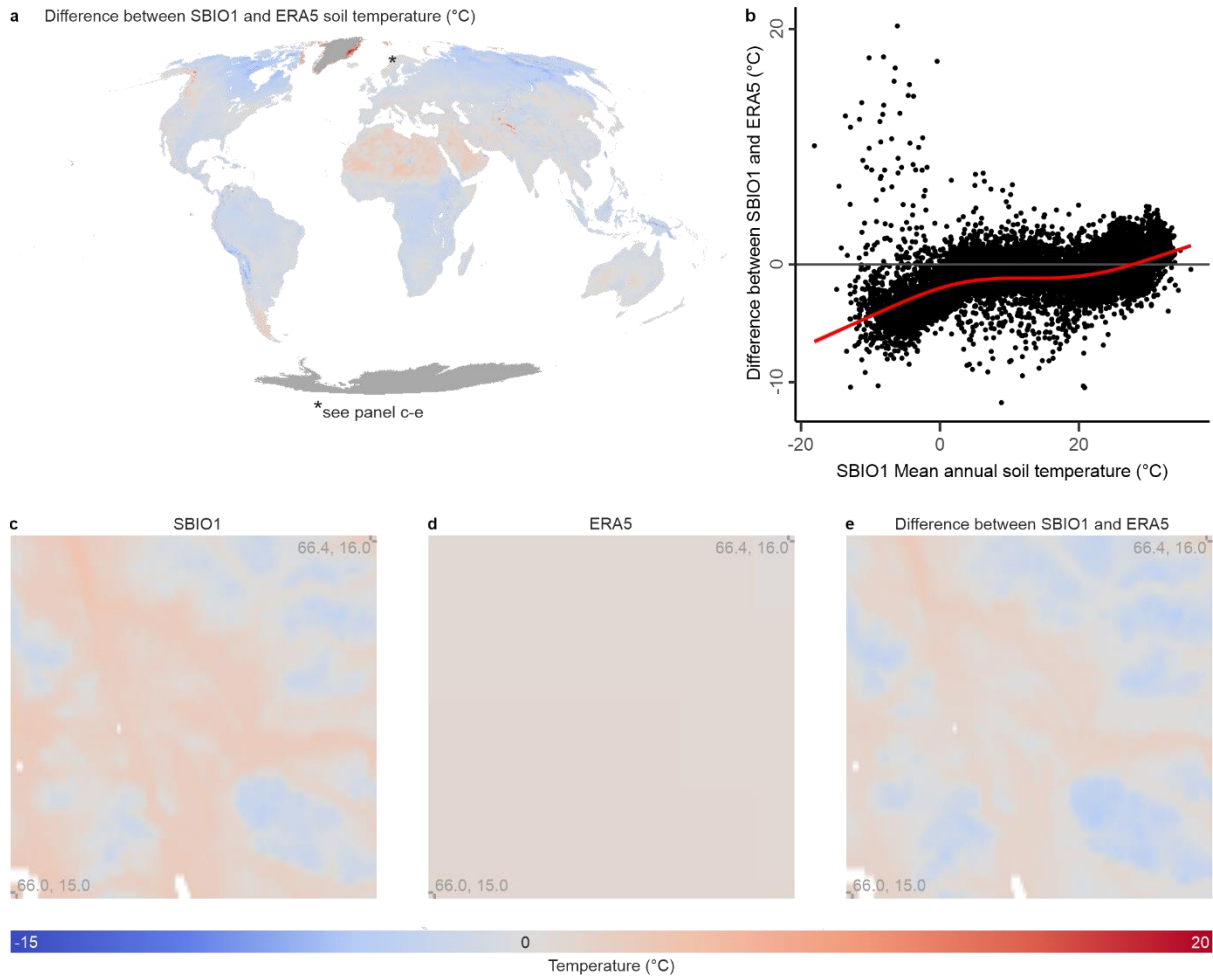 a Difference between SBIO1 and ERA5 soil temperature (°C)
*
*see panel c-e
b
Difference between SBIO1 and ERA5 (°C)
20
0
-10
-20 0 20
SBIO1 Mean annual soil temperature (°C)
c SBIO1
66.4, 16.0
66.0, 15.0
d ERA5
66.4, 16.0
66.0, 15.0
e Difference between SBIO1 and ERA5
66.4, 16.0
66.0, 15.0
-15 0 20
Temperature (°C)